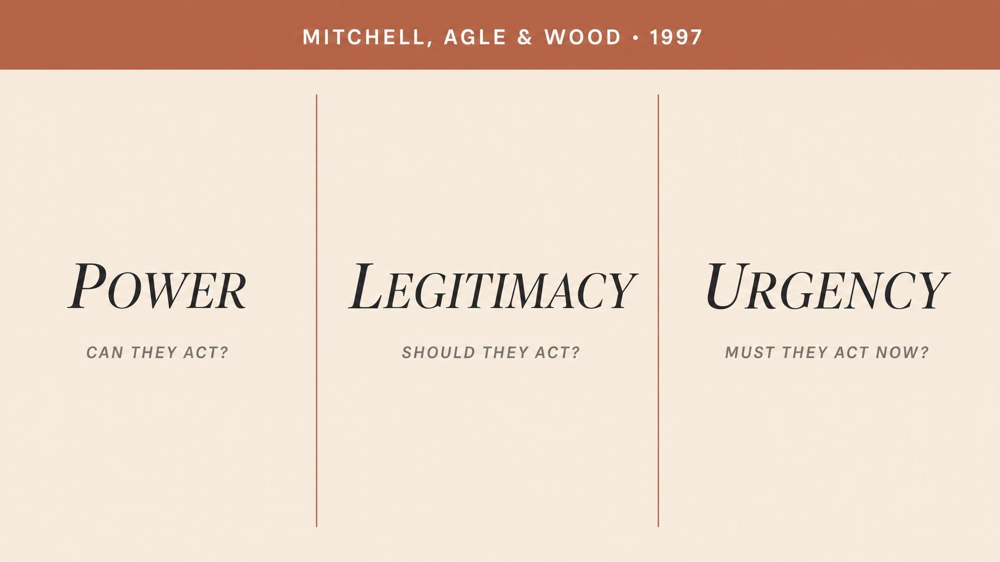 MITCHELL, AGLE & WOOD • 1997
POWER
CAN THEY ACT?
LEGITIMACY
SHOULD THEY ACT?
URGENCY
MUST THEY ACT NOW?